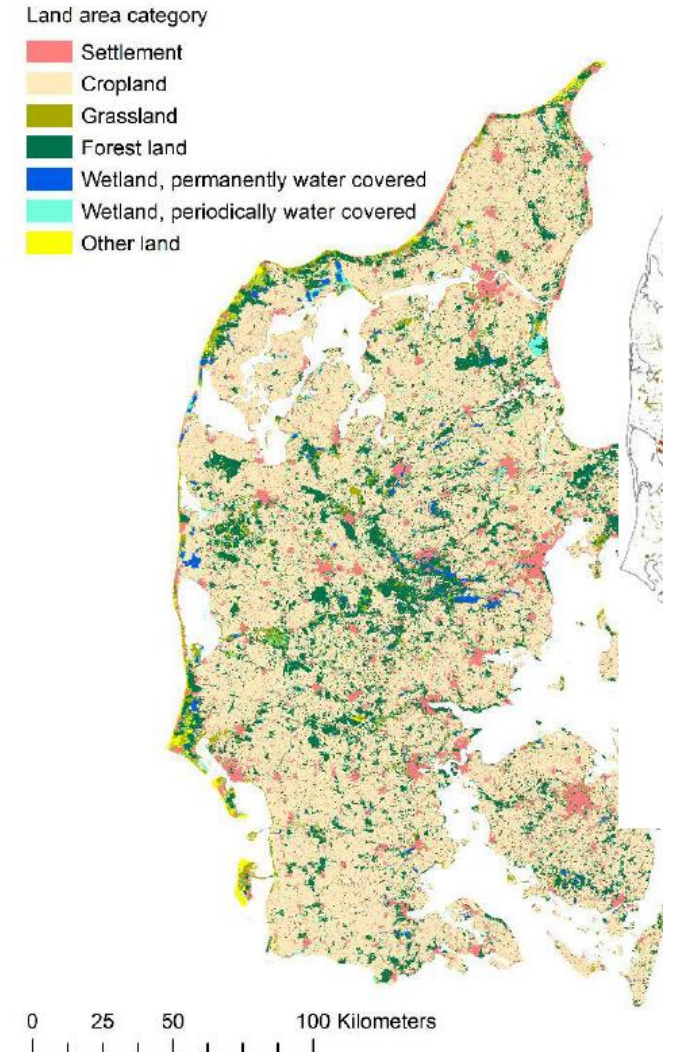 Land area category
Settlement
Cropland
Grassland
Forest land
Wetland, permanently water covered
Wetland, periodically water covered
Other land
0 25 50 100 Kilometers